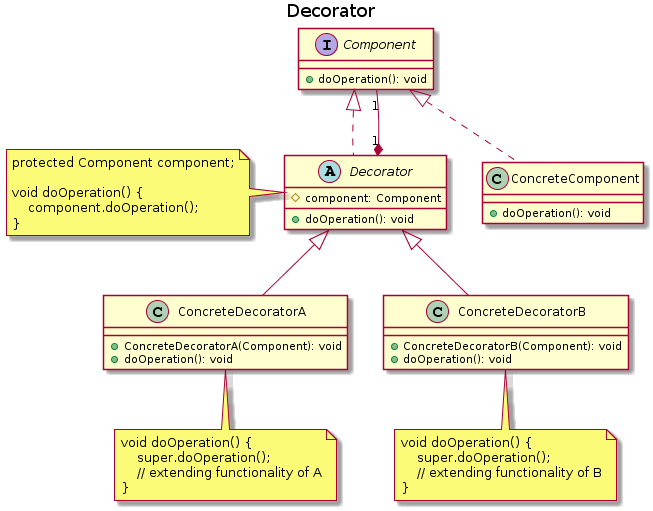 Decorator
I Component
doOperation(): void
1
1
protected Component component;
void doOperation() {
component.doOperation();
}
A Decorator
component: Component
doOperation(): void
C ConcreteComponent
doOperation(): void
C ConcreteDecoratorA
ConcreteDecoratorA(Component): void
doOperation(): void
C ConcreteDecoratorB
ConcreteDecoratorB(Component): void
doOperation(): void
void doOperation() {
super.doOperation();
// extending functionality of A
}
void doOperation() {
super.doOperation();
// extending functionality of B
}